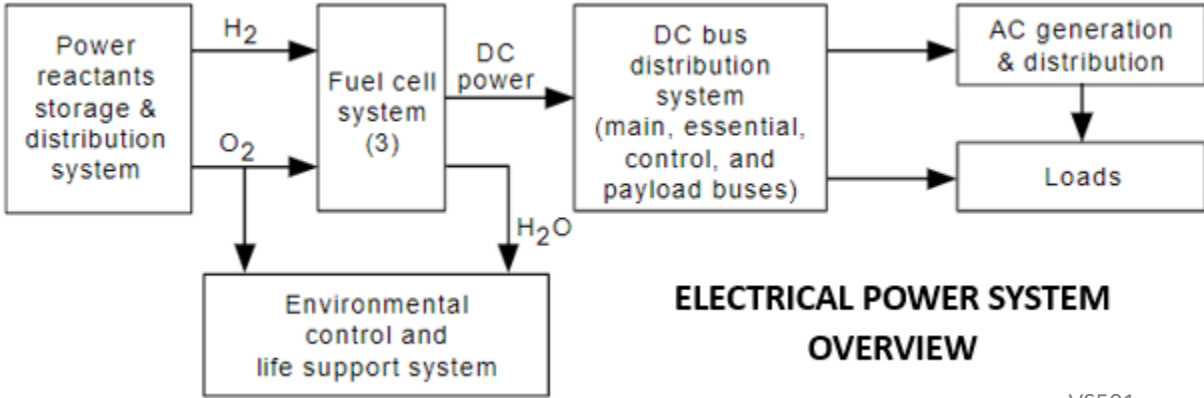 Power
reactants
storage &
distribution
system
H2
O2
Fuel cell
system
(3)
DC
power
H2O
Environmental
control and
life support system
DC bus
distribution
system
(main, essential,
control, and
payload buses)
AC generation
& distribution
Loads
ELECTRICAL POWER SYSTEM
OVERVIEW